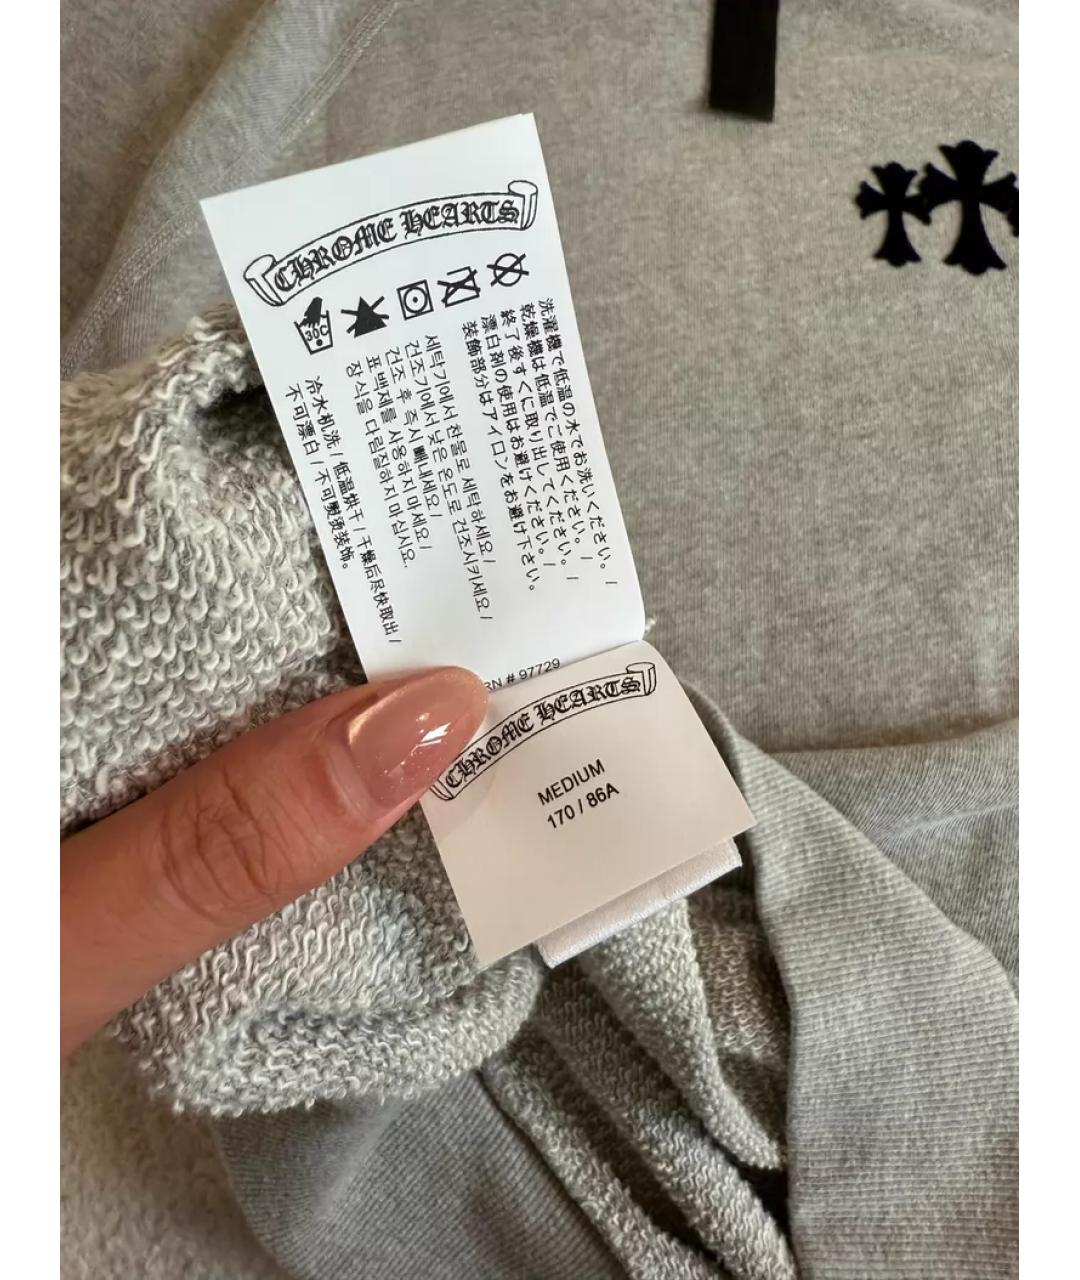 CHROME HEARTS
30C
洗濯機で低温の水でお洗いください。/
乾燥機は低温でご使用ください。/
終了後すぐに取り出してください。/
漂白剤の使用はお避けください。/
装飾部分はアイロンをお避け下さい。
세탁기에서 찬물로 세탁하세요/
건조기에서 낮은 온도로 건조시키세요/
건조 후 즉시 빼내세요/
표백제를 사용하지 마세요/
장식을 다림질하지 마십시요.
冷水机洗/低温烘干/干燥后尽快取出/
不可漂白/不可熨烫装饰。
RN # 97729
CHROME HEARTS
MEDIUM
170 / 86A